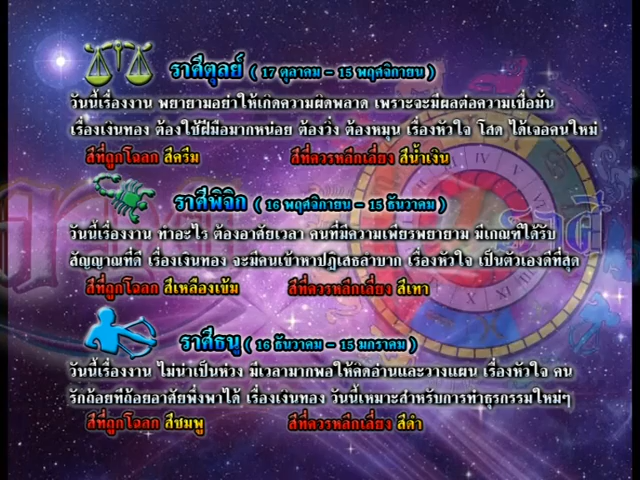 ราศีตุลย์ ( 17 ตุลาคม - 15 พฤศจิกายน )
วันนี้เรื่องงาน พยายามอย่าให้เกิดความผิดพลาด เพราะจะมีผลต่อความเชื่อมั่น
เรื่องเงินทอง ต้องใช้ฝีมือมากหน่อย ต้องวิ่ง ต้องหมุน เรื่องหัวใจ โสด ได้เจอคนใหม่
สีที่ถูกโฉลก สีครีม สีที่ควรหลีกเลี่ยง สีน้ำเงิน
ราศีพิจิก ( 16 พฤศจิกายน - 15 ธันวาคม )
วันนี้เรื่องงาน ทำอะไร ต้องอาศัยเวลา คนที่มีความเพียรพยายาม มีเกณฑ์ได้รับ
สัญญาณที่ดี เรื่องเงินทอง จะมีคนเข้าหาปฏิเสธลำบาก เรื่องหัวใจ เป็นตัวเองดีที่สุด
สีที่ถูกโฉลก สีเหลืองเข้ม สีที่ควรหลีกเลี่ยง สีเทา
ราศี
ราศีธนู ( 16 ธันวาคม - 15 มกราคม )
วันนี้เรื่องงาน ไม่น่าเป็นห่วง มีเวลามากพอให้คิดอ่านและวางแผน เรื่องหัวใจ คน
รักถ้อยทีถ้อยอาศัยพึ่งพาได้ เรื่องเงินทอง วันนี้เหมาะสำหรับการทำธุรกรรมใหม่ๆ
สีที่ถูกโฉลก สีชมพู สีที่ควรหลีกเลี่ยง สีดำ